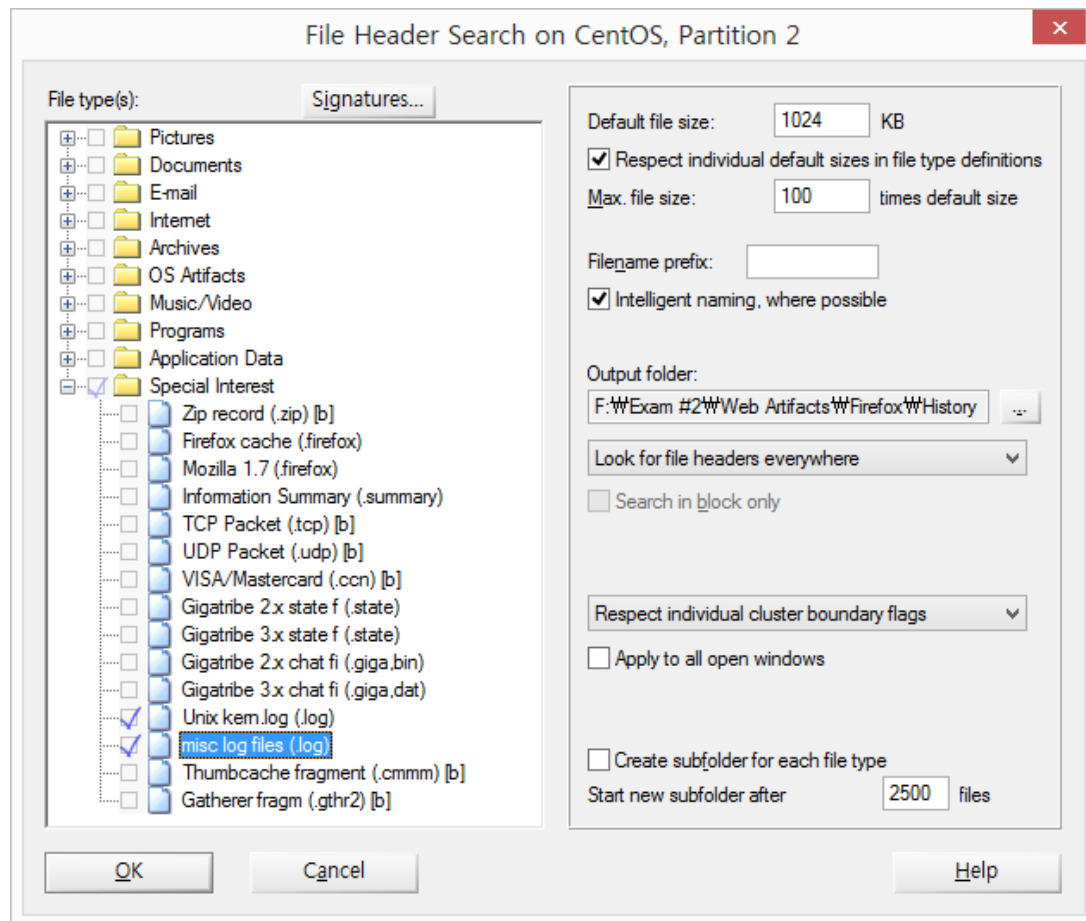 File Header Search on CentOS, Partition 2
File type(s):
Signatures...
Pictures
Documents
E-mail
Internet
Archives
OS Artifacts
Music/Video
Programs
Application Data
Special Interest
Zip record (.zip) [b]
Firefox cache (.firefox)
Mozilla 1.7 (.firefox)
Information Summary (.summary)
TCP Packet (.tcp) [b]
UDP Packet (.udp) [b]
VISA/Mastercard (.ccn) [b]
Gigatribe 2.x state f (.state)
Gigatribe 3.x state f (.state)
Gigatribe 2.x chat fi (.giga,bin)
Gigatribe 3.x chat fi (.giga,dat)
Unix kern.log (.log)
misc log files (.log)
Thumbcache fragment (.cmmm) [b]
Gatherer fragm (.gthr2) [b]
Default file size: 1024 KB
Respect individual default sizes in file type definitions
Max. file size: 100 times default size
Filename prefix:
Intelligent naming, where possible
Output folder:
F:₩Exam #2₩Web Artifacts₩Firefox₩History
...
Look for file headers everywhere
Search in block only
Respect individual cluster boundary flags
Apply to all open windows
Create subfolder for each file type
Start new subfolder after 2500 files
OK
Cancel
Help